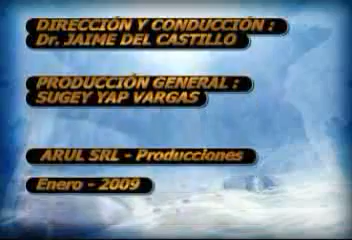 DIRECCIÓN Y CONDUCCIÓN :
Dr. JAIME DEL CASTILLO
PRODUCCIÓN GENERAL :
SUGEY YAP VARGAS
ARUL SRL - Producciones
Enero - 2009